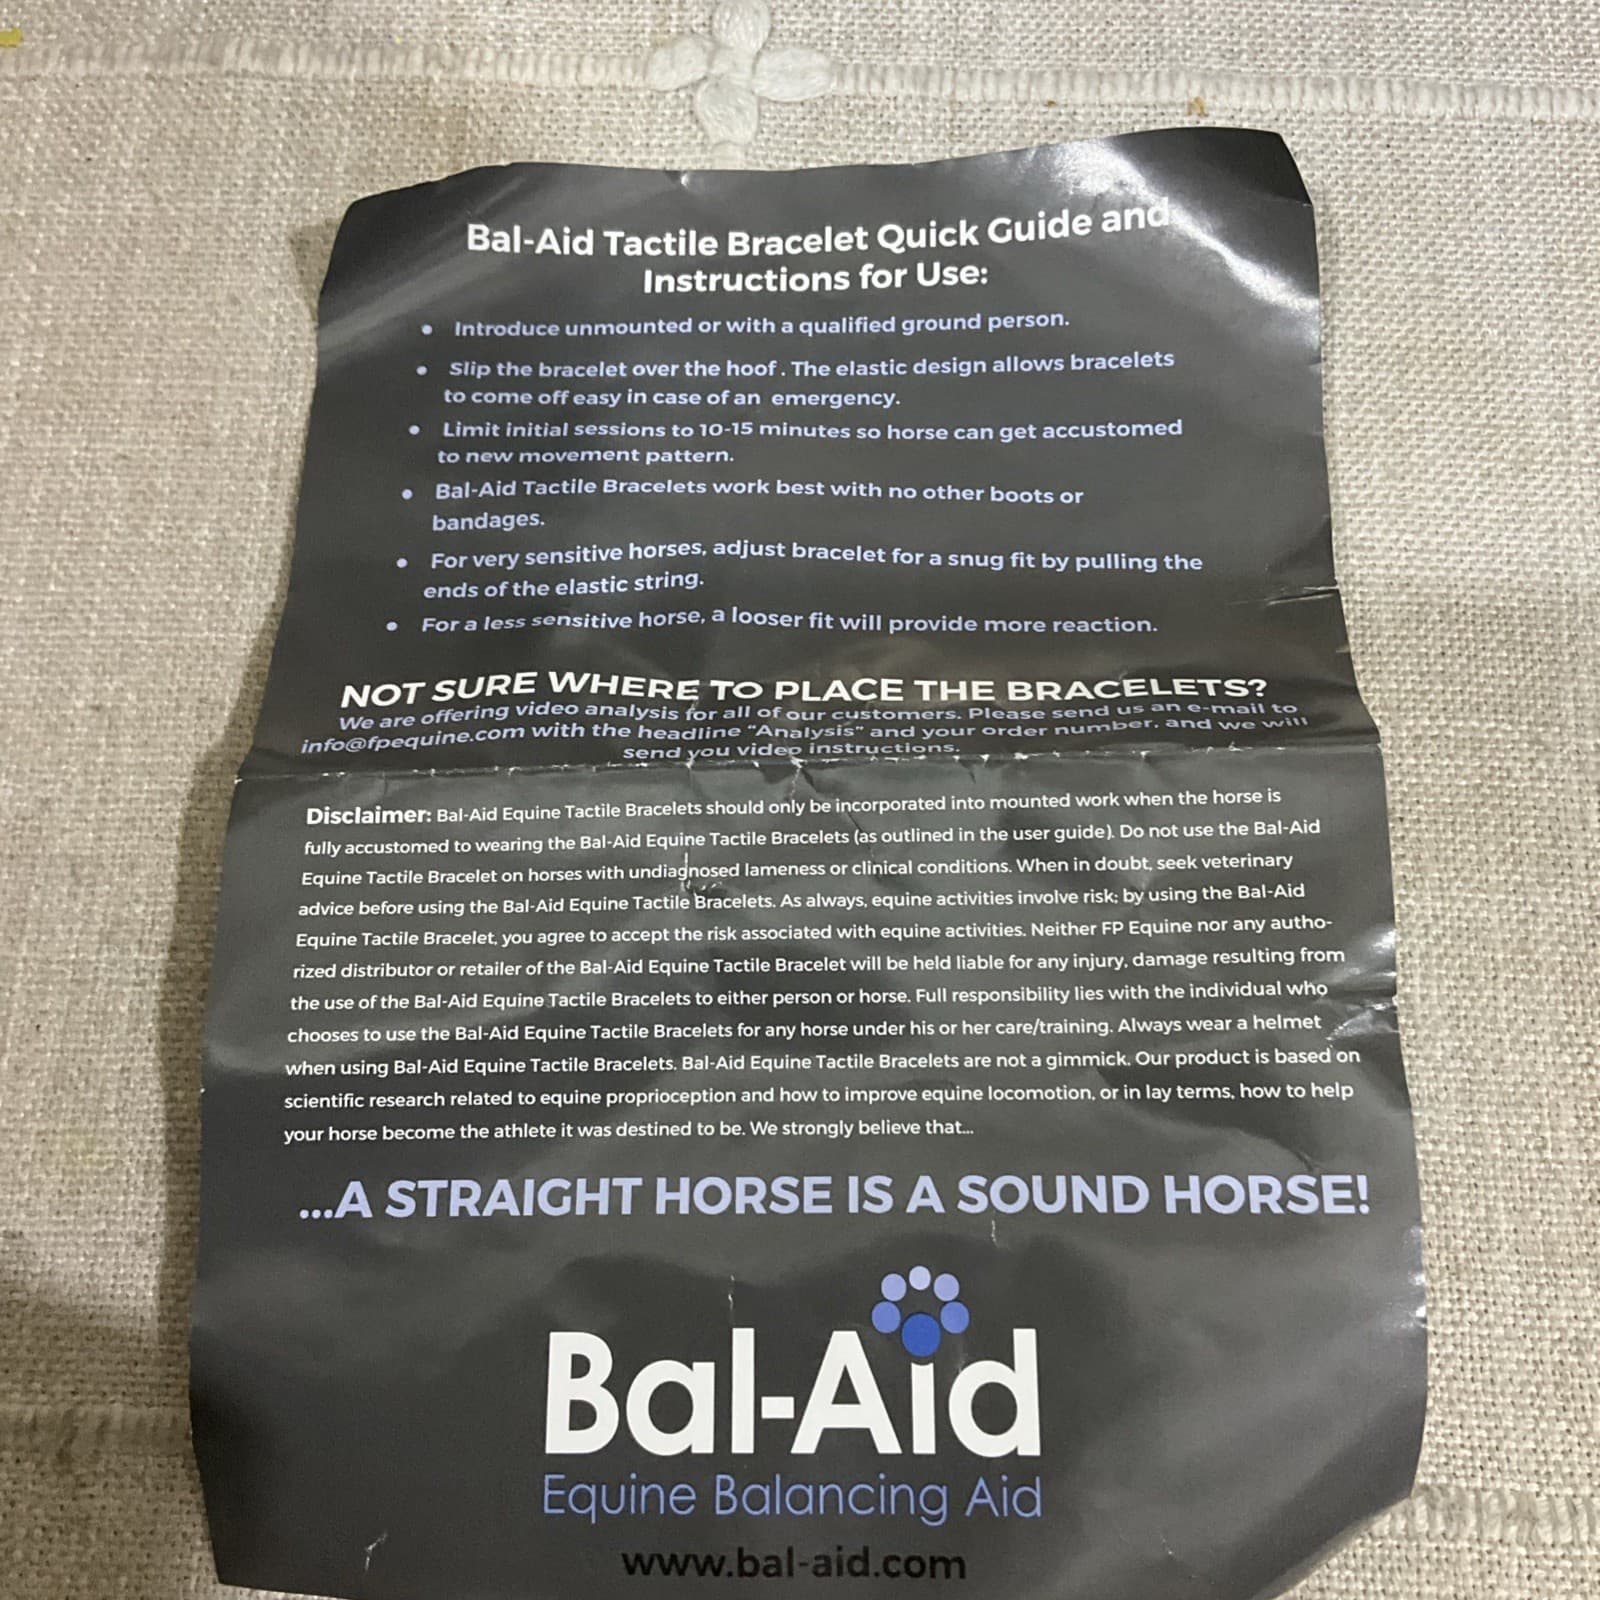 Bal-Aid Tactile Bracelet Quick Guide and
Instructions for Use:
• Introduce unmounted or with a qualified ground person.
• Slip the bracelet over the hoof . The elastic design allows bracelets
to come off easy in case of an emergency.
• Limit initial sessions to 10-15 minutes so horse can get accustomed
to new movement pattern.
• Bal-Aid Tactile Bracelets work best with no other boots or
bandages.
• For very sensitive horses, adjust bracelet for a snug fit by pulling the
ends of the elastic string.
• For a less sensitive horse, a looser fit will provide more reaction.
NOT SURE WHERE TO PLACE THE BRACELETS?
We are offering video analysis for all of our customers. Please send us an e-mail to
info@fpequine.com with the headline "Analysis" and your order number, and we will
send you video instructions.
Disclaimer: Bal-Aid Equine Tactile Bracelets should only be incorporated into mounted work when the horse is
fully accustomed to wearing the Bal-Aid Equine Tactile Bracelets (as outlined in the user guide). Do not use the Bal-Aid
Equine Tactile Bracelet on horses with undiagnosed lameness or clinical conditions. When in doubt, seek veterinary
advice before using the Bal-Aid Equine Tactile Bracelets. As always, equine activities involve risk; by using the Bal-Aid
Equine Tactile Bracelet, you agree to accept the risk associated with equine activities. Neither FP Equine nor any autho-
rized distributor or retailer of the Bal-Aid Equine Tactile Bracelet will be held liable for any injury, damage resulting from
the use of the Bal-Aid Equine Tactile Bracelets to either person or horse. Full responsibility lies with the individual who
chooses to use the Bal-Aid Equine Tactile Bracelets for any horse under his or her care/training. Always wear a helmet
when using Bal-Aid Equine Tactile Bracelets. Bal-Aid Equine Tactile Bracelets are not a gimmick. Our product is based on
scientific research related to equine proprioception and how to improve equine locomotion, or in lay terms, how to help
your horse become the athlete it was destined to be. We strongly believe that...
...A STRAIGHT HORSE IS A SOUND HORSE!
Bal-Aid
Equine Balancing Aid
www.bal-aid.com